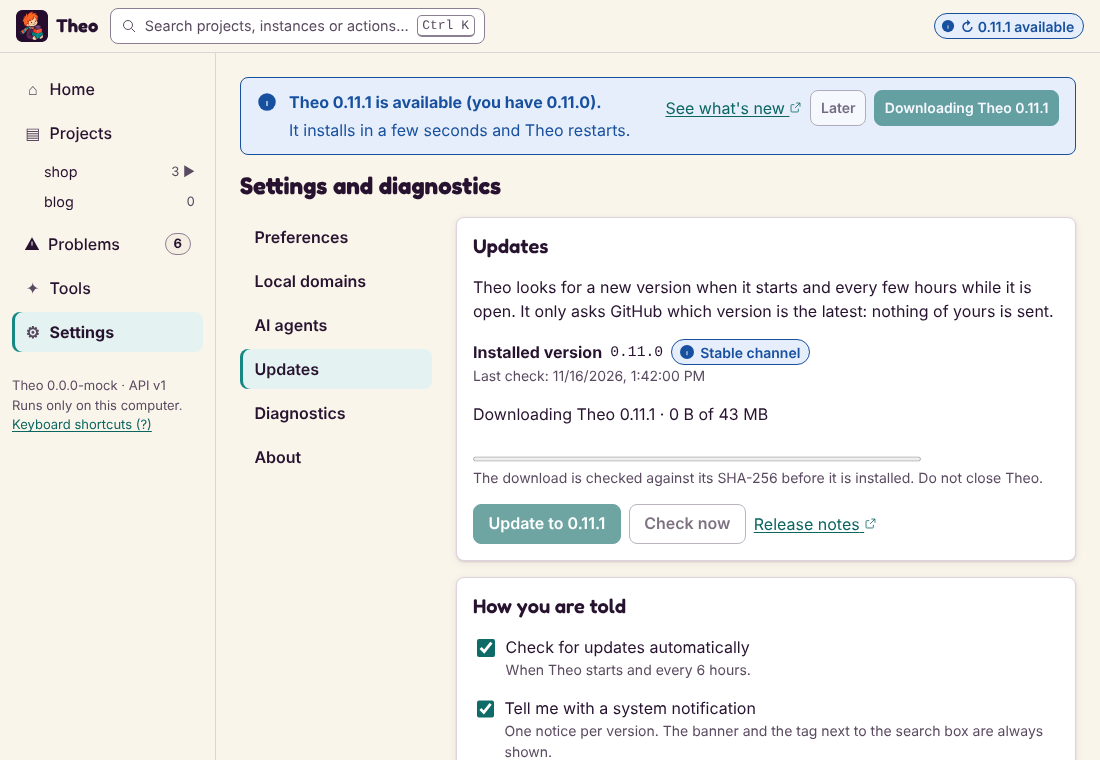 Theo
Search projects, instances or actions... Ctrl K
0.11.1 available
Home
Projects
shop 3
blog 0
Problems 6
Tools
Settings
Theo 0.0.0-mock · API v1
Runs only on this computer.
Keyboard shortcuts (?)
Theo 0.11.1 is available (you have 0.11.0).
It installs in a few seconds and Theo restarts.
See what's new
Later
Downloading Theo 0.11.1
Settings and diagnostics
Preferences
Local domains
AI agents
Updates
Diagnostics
About
Updates
Theo looks for a new version when it starts and every few hours while it is
open. It only asks GitHub which version is the latest: nothing of yours is sent.
Installed version 0.11.0 Stable channel
Last check: 11/16/2026, 1:42:00 PM
Downloading Theo 0.11.1 · 0 B of 43 MB
The download is checked against its SHA-256 before it is installed. Do not close Theo.
Update to 0.11.1
Check now
Release notes
How you are told
Check for updates automatically
When Theo starts and every 6 hours.
Tell me with a system notification
One notice per version. The banner and the tag next to the search box are always
shown.